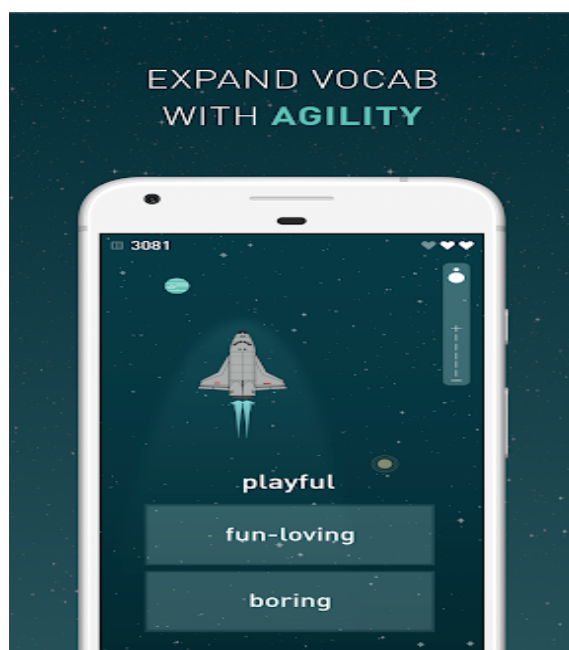 EXPAND VOCAB
WITH AGILITY
3081
playful
fun-loving
boring